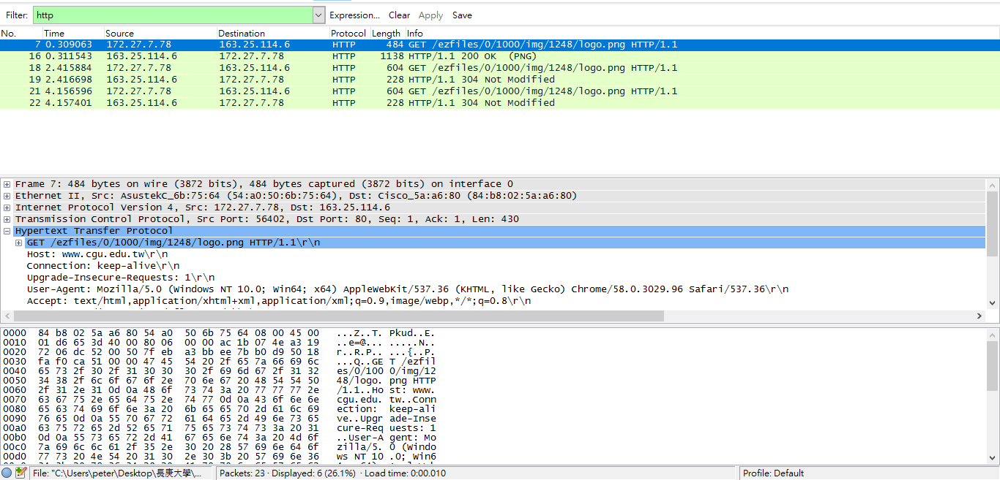 Filter: http Expression... Clear Apply Save
No. Time Source Destination Protocol Length Info
7 0.309063 172.27.7.78 163.25.114.6 HTTP 484 GET /ezfiles/0/1000/img/1248/logo.png HTTP/1.1
16 0.311543 163.25.114.6 172.27.7.78 HTTP 1138 HTTP/1.1 200 OK (PNG)
18 2.415884 172.27.7.78 163.25.114.6 HTTP 604 GET /ezfiles/0/1000/img/1248/logo.png HTTP/1.1
19 2.416698 163.25.114.6 172.27.7.78 HTTP 228 HTTP/1.1 304 Not Modified
21 4.156596 172.27.7.78 163.25.114.6 HTTP 604 GET /ezfiles/0/1000/img/1248/logo.png HTTP/1.1
22 4.157401 163.25.114.6 172.27.7.78 HTTP 228 HTTP/1.1 304 Not Modified
Frame 7: 484 bytes on wire (3872 bits), 484 bytes captured (3872 bits) on interface 0
Ethernet II, Src: AsustekC_6b:75:64 (54:a0:50:6b:75:64), Dst: Cisco_5a:a6:80 (84:b8:02:5a:a6:80)
Internet Protocol Version 4, Src: 172.27.7.78, Dst: 163.25.114.6
Transmission Control Protocol, Src Port: 56402, Dst Port: 80, Seq: 1, Ack: 1, Len: 430
Hypertext Transfer Protocol
GET /ezfiles/0/1000/img/1248/logo.png HTTP/1.1\r\n
Host: www.cgu.edu.tw\r\n
Connection: keep-alive\r\n
Upgrade-Insecure-Requests: 1\r\n
User-Agent: Mozilla/5.0 (Windows NT 10.0; Win64; x64) AppleWebKit/537.36 (KHTML, like Gecko) Chrome/58.0.3029.96 Safari/537.36\r\n
Accept: text/html,application/xhtml+xml,application/xml;q=0.9,image/webp,*/*;q=0.8\r\n
0000 84 b8 02 5a a6 80 54 a0 50 6b 75 64 08 00 45 00 ...Z..T. Pkud..E.
0010 01 d6 65 3d 40 00 80 06 00 00 ac 1b 07 4e a3 19 ..e=@... .....N..
0020 72 06 dc 52 00 50 7f eb a3 bb ee 7b b0 d9 50 18 r..R.P.. ...{..P.
0030 fa f0 ca 51 00 00 47 45 54 20 2f 65 7a 66 69 6c ...Q..GE T /ezfil
0040 65 73 2f 30 2f 31 30 30 30 2f 69 6d 67 2f 31 32 es/0/100 0/img/12
0050 34 38 2f 6c 6f 67 6f 2e 70 6e 67 20 48 54 54 50 48/logo. png HTTP
0060 2f 31 2e 31 0d 0a 48 6f 73 74 3a 20 77 77 77 2e /1.1..Ho st: www.
0070 63 67 75 2e 65 64 75 2e 74 77 0d 0a 43 6f 6e 6e cgu.edu. tw..Conn
0080 65 63 74 69 6f 6e 3a 20 6b 65 65 70 2d 61 6c 69 ection: keep-ali
0090 76 65 0d 0a 55 70 67 72 61 64 65 2d 49 6e 73 65 ve..Upgr ade-Inse
00a0 63 75 72 65 2d 52 65 71 75 65 73 74 73 3a 20 31 cure-Req uests: 1
00b0 0d 0a 55 73 65 72 2d 41 67 65 6e 74 3a 20 4d 6f ..User-A gent: Mo
00c0 7a 69 6c 6c 61 2f 35 2e 30 20 28 57 69 6e 64 6f zilla/5. 0 (Windo
00d0 77 73 20 4e 54 20 31 30 2e 30 3b 20 57 69 6e 36 ws NT 10 .0; Win6
File: "C:\Users\peter\Desktop\長庚大學\... Packets: 23 · Displayed: 6 (26.1%) · Load time: 0:00.010 Profile: Default